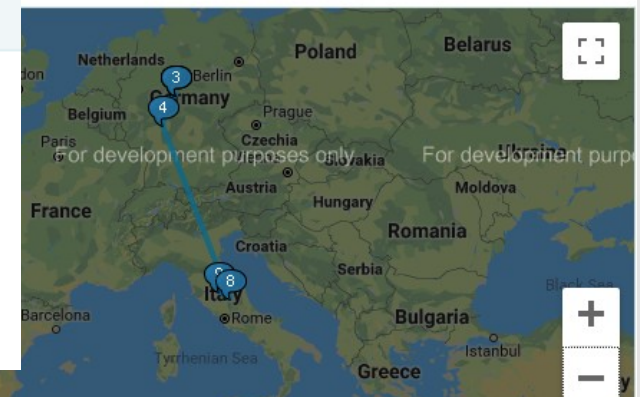 Poland
Belarus
Netherlands
don
3
Berlin
Germany
4
Belgium
Prague
Paris
Czechia
For development purposes only
For development purp
Slovakia
Ukraine
Austria
Moldova
Hungary
France
Romania
Croatia
Serbia
Black Sea
8
Italy
Barcelona
Rome
Bulgaria
+
Istanbul
Tyrrhenian Sea
Greece
−
y